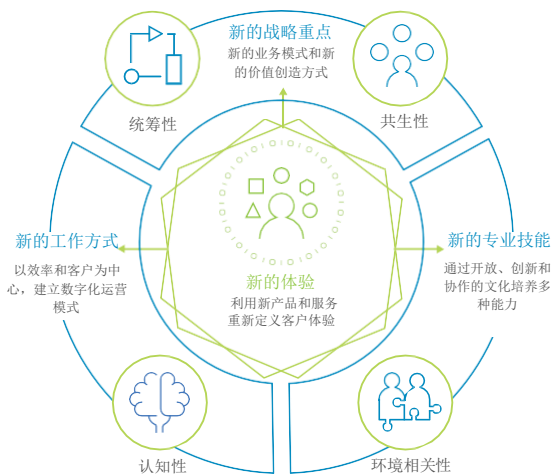 新的战略重点
新的业务模式和新
的价值创造方式
统筹性
共生性
新的工作方式
以效率和客户为中
心，建立数字化运营
模式
新的体验
利用新产品和服务
重新定义客户体验
新的专业技能
通过开放、创新和
协作的文化培养多
种能力
认知性
环境相关性